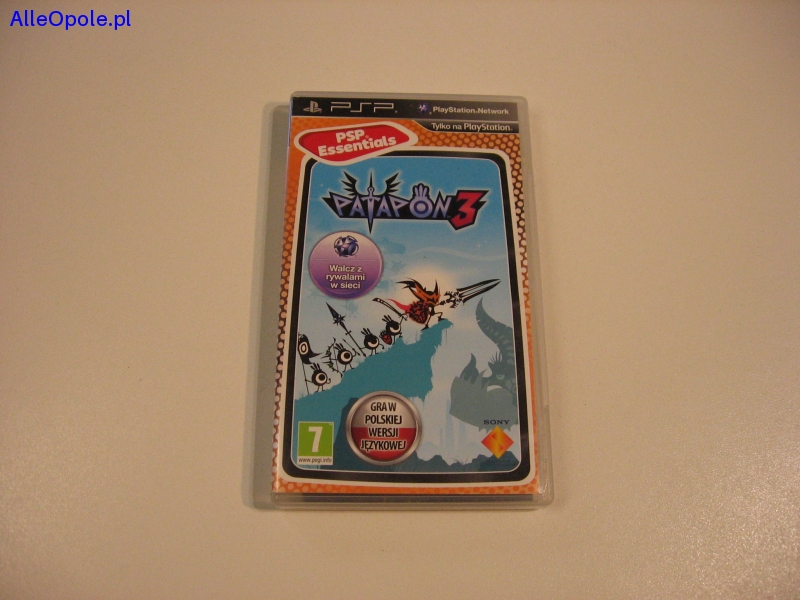 AlleOpole.pl
PSP
PlayStation®Network
Tylko na PlayStation.
PSP®
Essentials
PATAPON 3
Walcz z
rywalami
w sieci
GRA W
POLSKIEJ
WERSJI
JĘZYKOWEJ
7
www.pegi.info
SONY